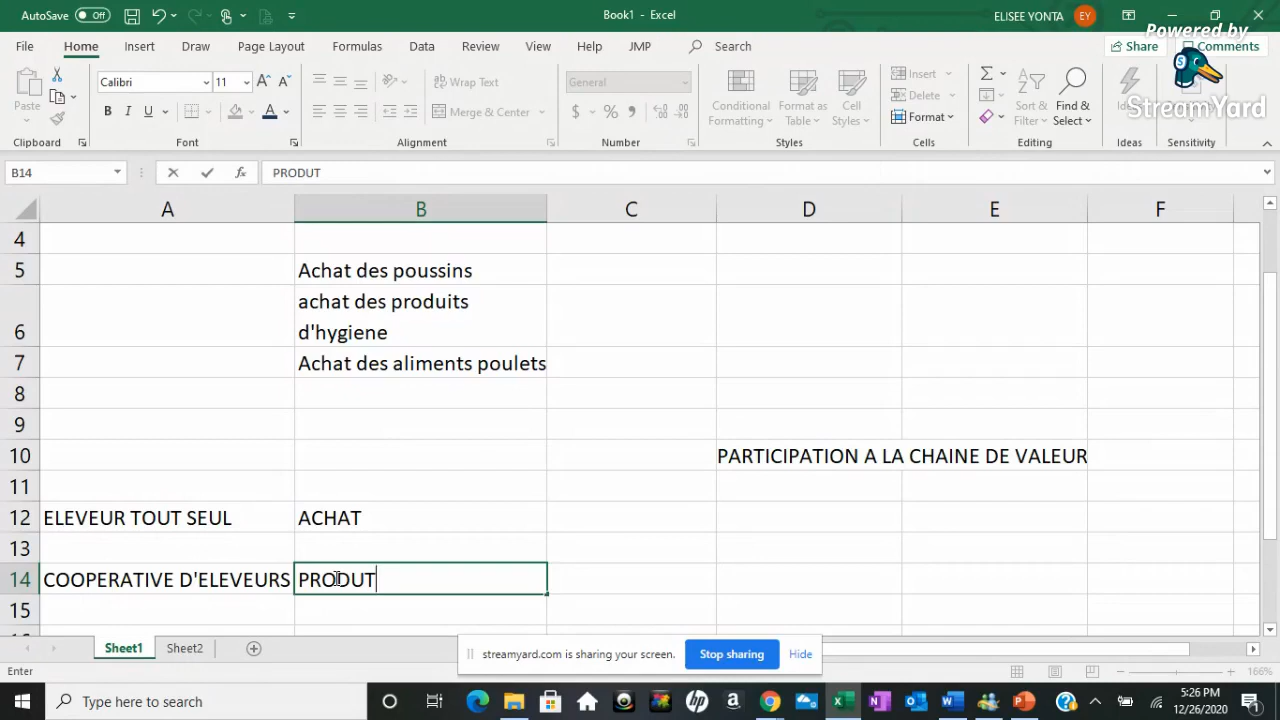 AutoSave Off
Book1 - Excel
ELISEE YONTA EY
Powered by
StreamYard
File Home Insert Draw Page Layout Formulas Data Review View Help JMP Search Share Comments
Paste Calibri 11 Wrap Text General Conditional Formatting Format as Table Cell Styles Insert Delete Format Sort & Filter Find & Select
B I U A Merge & Center $ %
Clipboard Font Alignment Number Styles Cells Editing Ideas Sensitivity
B14 fx PRODUT
A B C D E F
4
5 Achat des poussins
6 achat des produits
d'hygiene
7 Achat des aliments poulets
8
9
10 PARTICIPATION A LA CHAINE DE VALEUR
11
12 ELEVEUR TOUT SEUL ACHAT
13
14 COOPERATIVE D'ELEVEURS PRODUT
15
Sheet1 Sheet2
streamyard.com is sharing your screen. Stop sharing Hide
Enter 166%
Type here to search
5:26 PM
12/26/2020